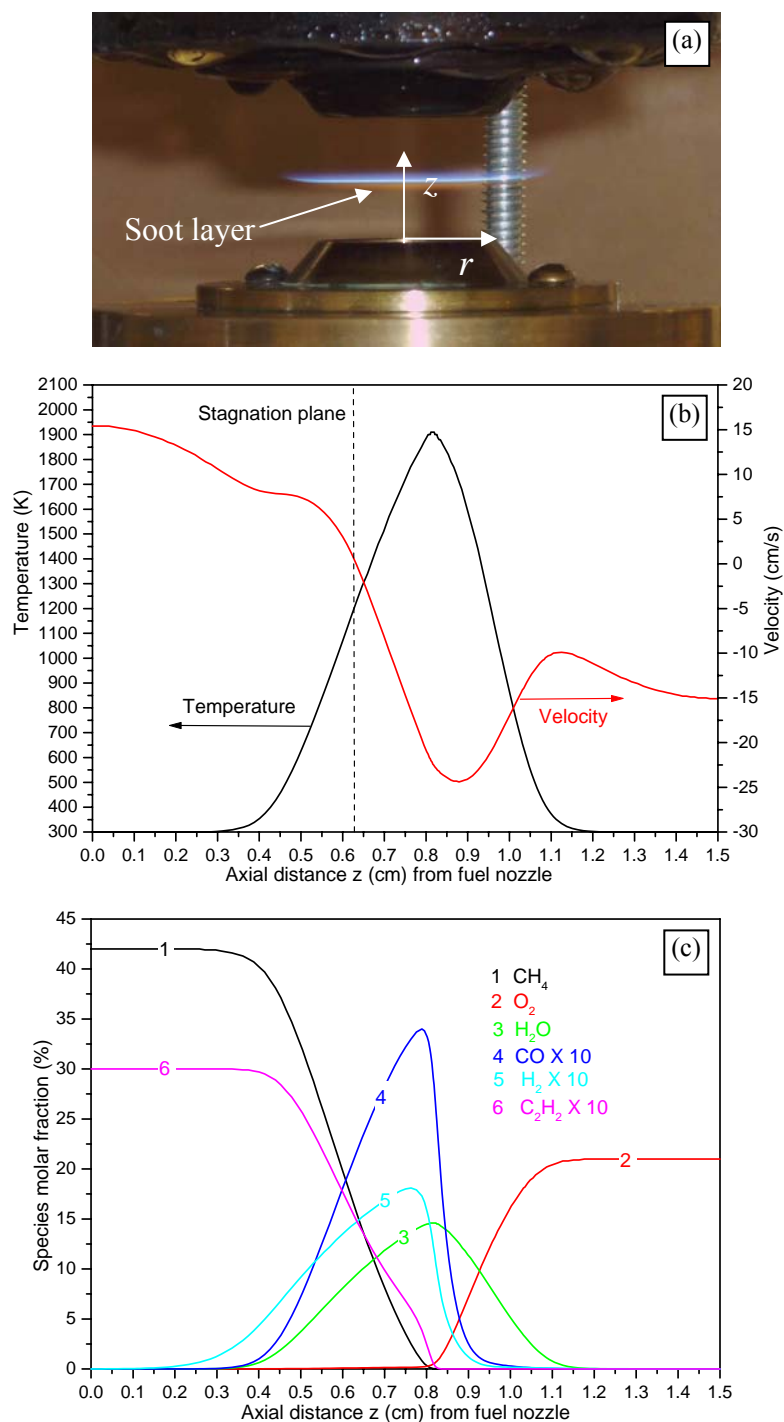 (a)
z
Soot layer
r
(b)
Stagnation plane
Temperature
Velocity
2100
2000
1900
1800
1700
1600
1500
1400
1300
1200
1100
1000
900
800
700
600
500
400
300
Temperature (K)
20
15
10
5
0
-5
-10
-15
-20
-25
-30
Velocity (cm/s)
0.0 0.1 0.2 0.3 0.4 0.5 0.6 0.7 0.8 0.9 1.0 1.1 1.2 1.3 1.4 1.5
Axial distance z (cm) from fuel nozzle
(c)
45
40
35
30
25
20
15
10
5
0
Species molar fraction (%)
1
6
4
5
3
2
1 CH₄
2 O₂
3 H₂O
4 CO X 10
5 H₂ X 10
6 C₂H₂ X 10
0.0 0.1 0.2 0.3 0.4 0.5 0.6 0.7 0.8 0.9 1.0 1.1 1.2 1.3 1.4 1.5
Axial distance z (cm) from fuel nozzle